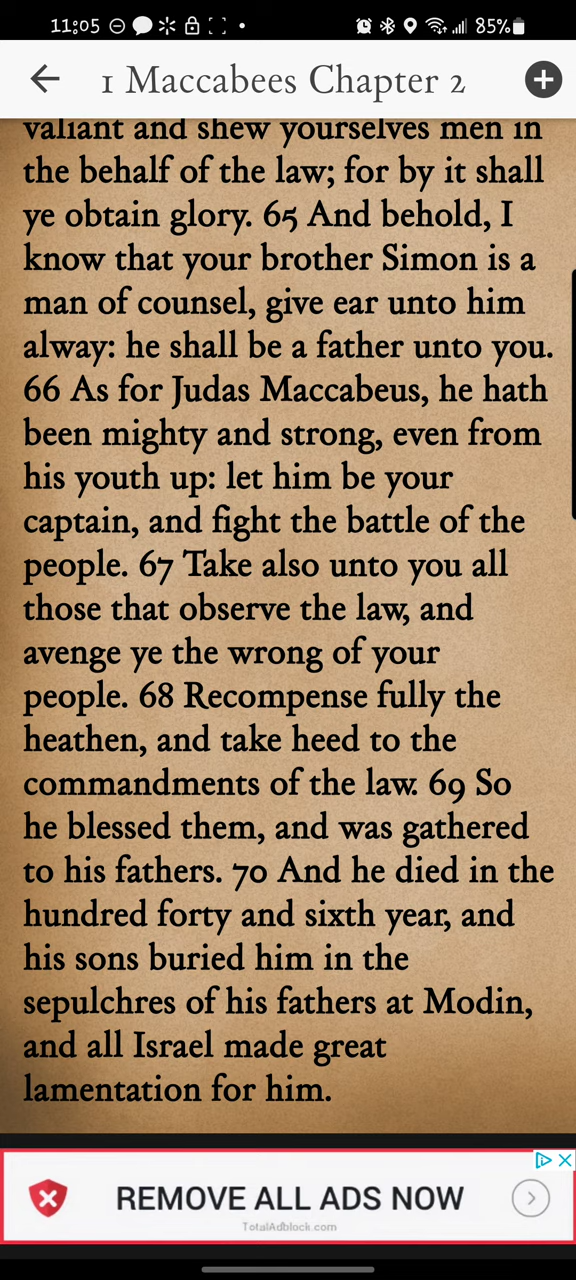 11:05 85%
1 Maccabees Chapter 2
valiant and shew yourselves men in
the behalf of the law; for by it shall
ye obtain glory. 65 And behold, I
know that your brother Simon is a
man of counsel, give ear unto him
alway: he shall be a father unto you.
66 As for Judas Maccabeus, he hath
been mighty and strong, even from
his youth up: let him be your
captain, and fight the battle of the
people. 67 Take also unto you all
those that observe the law, and
avenge ye the wrong of your
people. 68 Recompense fully the
heathen, and take heed to the
commandments of the law. 69 So
he blessed them, and was gathered
to his fathers. 70 And he died in the
hundred forty and sixth year, and
his sons buried him in the
sepulchres of his fathers at Modin,
and all Israel made great
lamentation for him.
REMOVE ALL ADS NOW
TotalAdblock.com